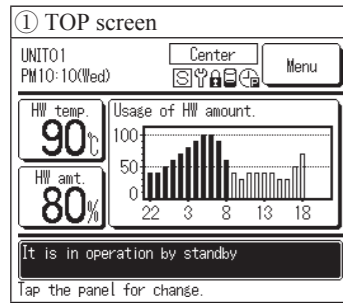 ① TOP screen
UNIT01
PM10:10(Wed)
Center
S
Menu
HW temp.
90℃
HW amt.
80%
Usage of HW amount.
100
50
0
22 3 8 13 18
It is in operation by standby
Tap the panel for change.